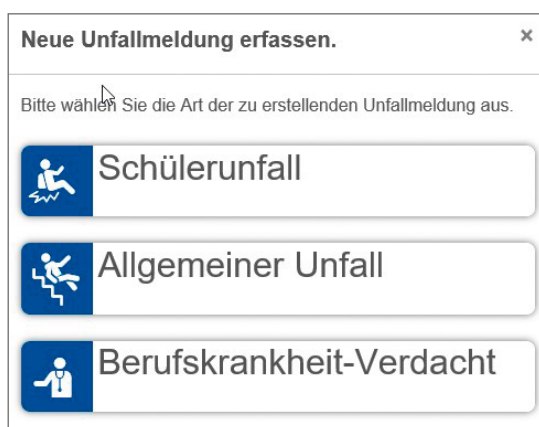 Neue Unfallmeldung erfassen. ×
Bitte wählen Sie die Art der zu erstellenden Unfallmeldung aus.
Schülerunfall
Allgemeiner Unfall
Berufskrankheit-Verdacht